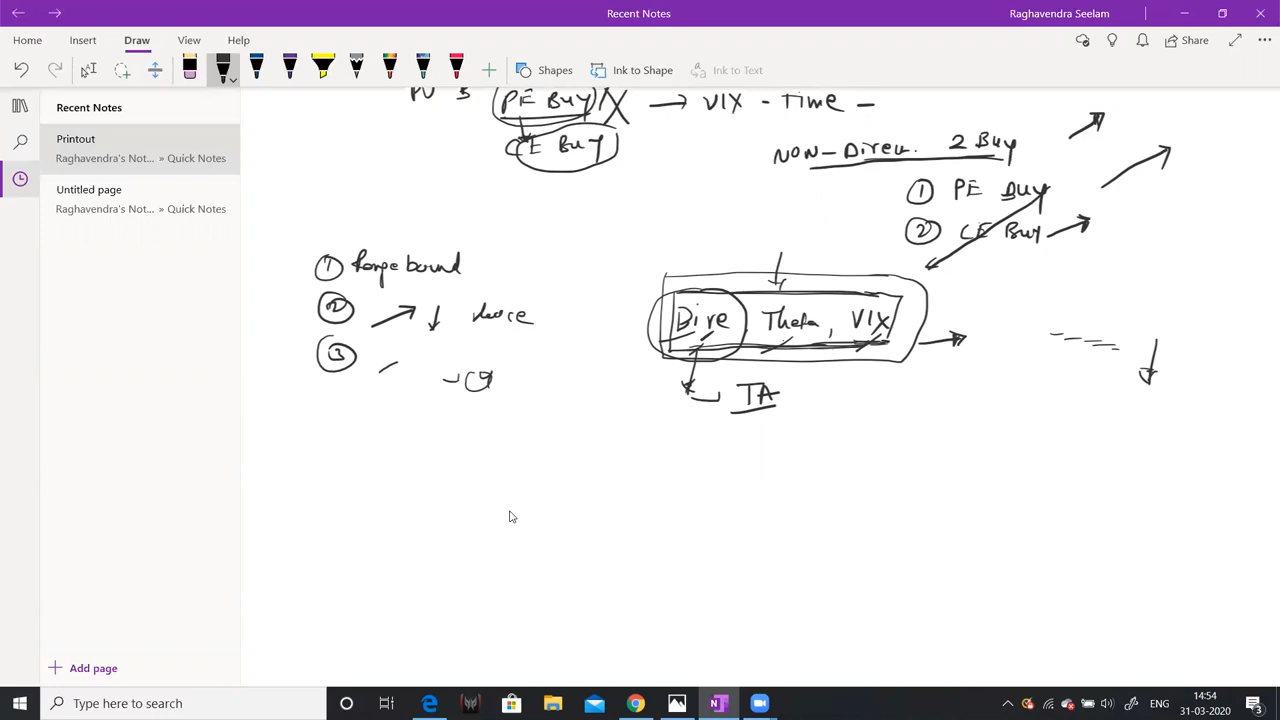 Recent Notes
Raghavendra Seelam
Home Insert Draw View Help
Share
Shapes
Ink to Shape
Ink to Text
Recent Notes
Printout
Raghavendra's Not... » Quick Notes
Untitled page
Raghavendra's Not... » Quick Notes
PE Buy X → VIX - Time -
CE Buy
NON-Direc. 2 Buy
① PE Buy
② CE Buy
① Range bound
②
③
Dire, Theta, VIX
TA
Add page
Type here to search
ENG
14:54
31-03-2020
3